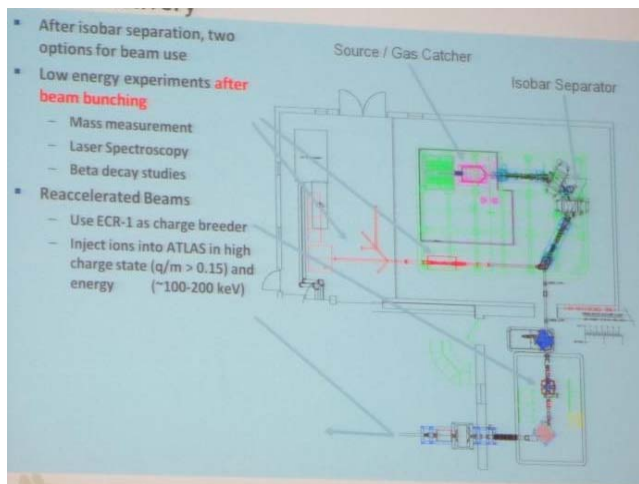 After isobar separation, two
options for beam use
Low energy experiments after
beam bunching
– Mass measurement
– Laser Spectroscopy
– Beta decay studies
Reaccelerated Beams
– Use ECR-1 as charge breeder
– Inject ions into ATLAS in high
charge state (q/m > 0.15) and
energy (~100-200 keV)
Source / Gas Catcher
Isobar Separator